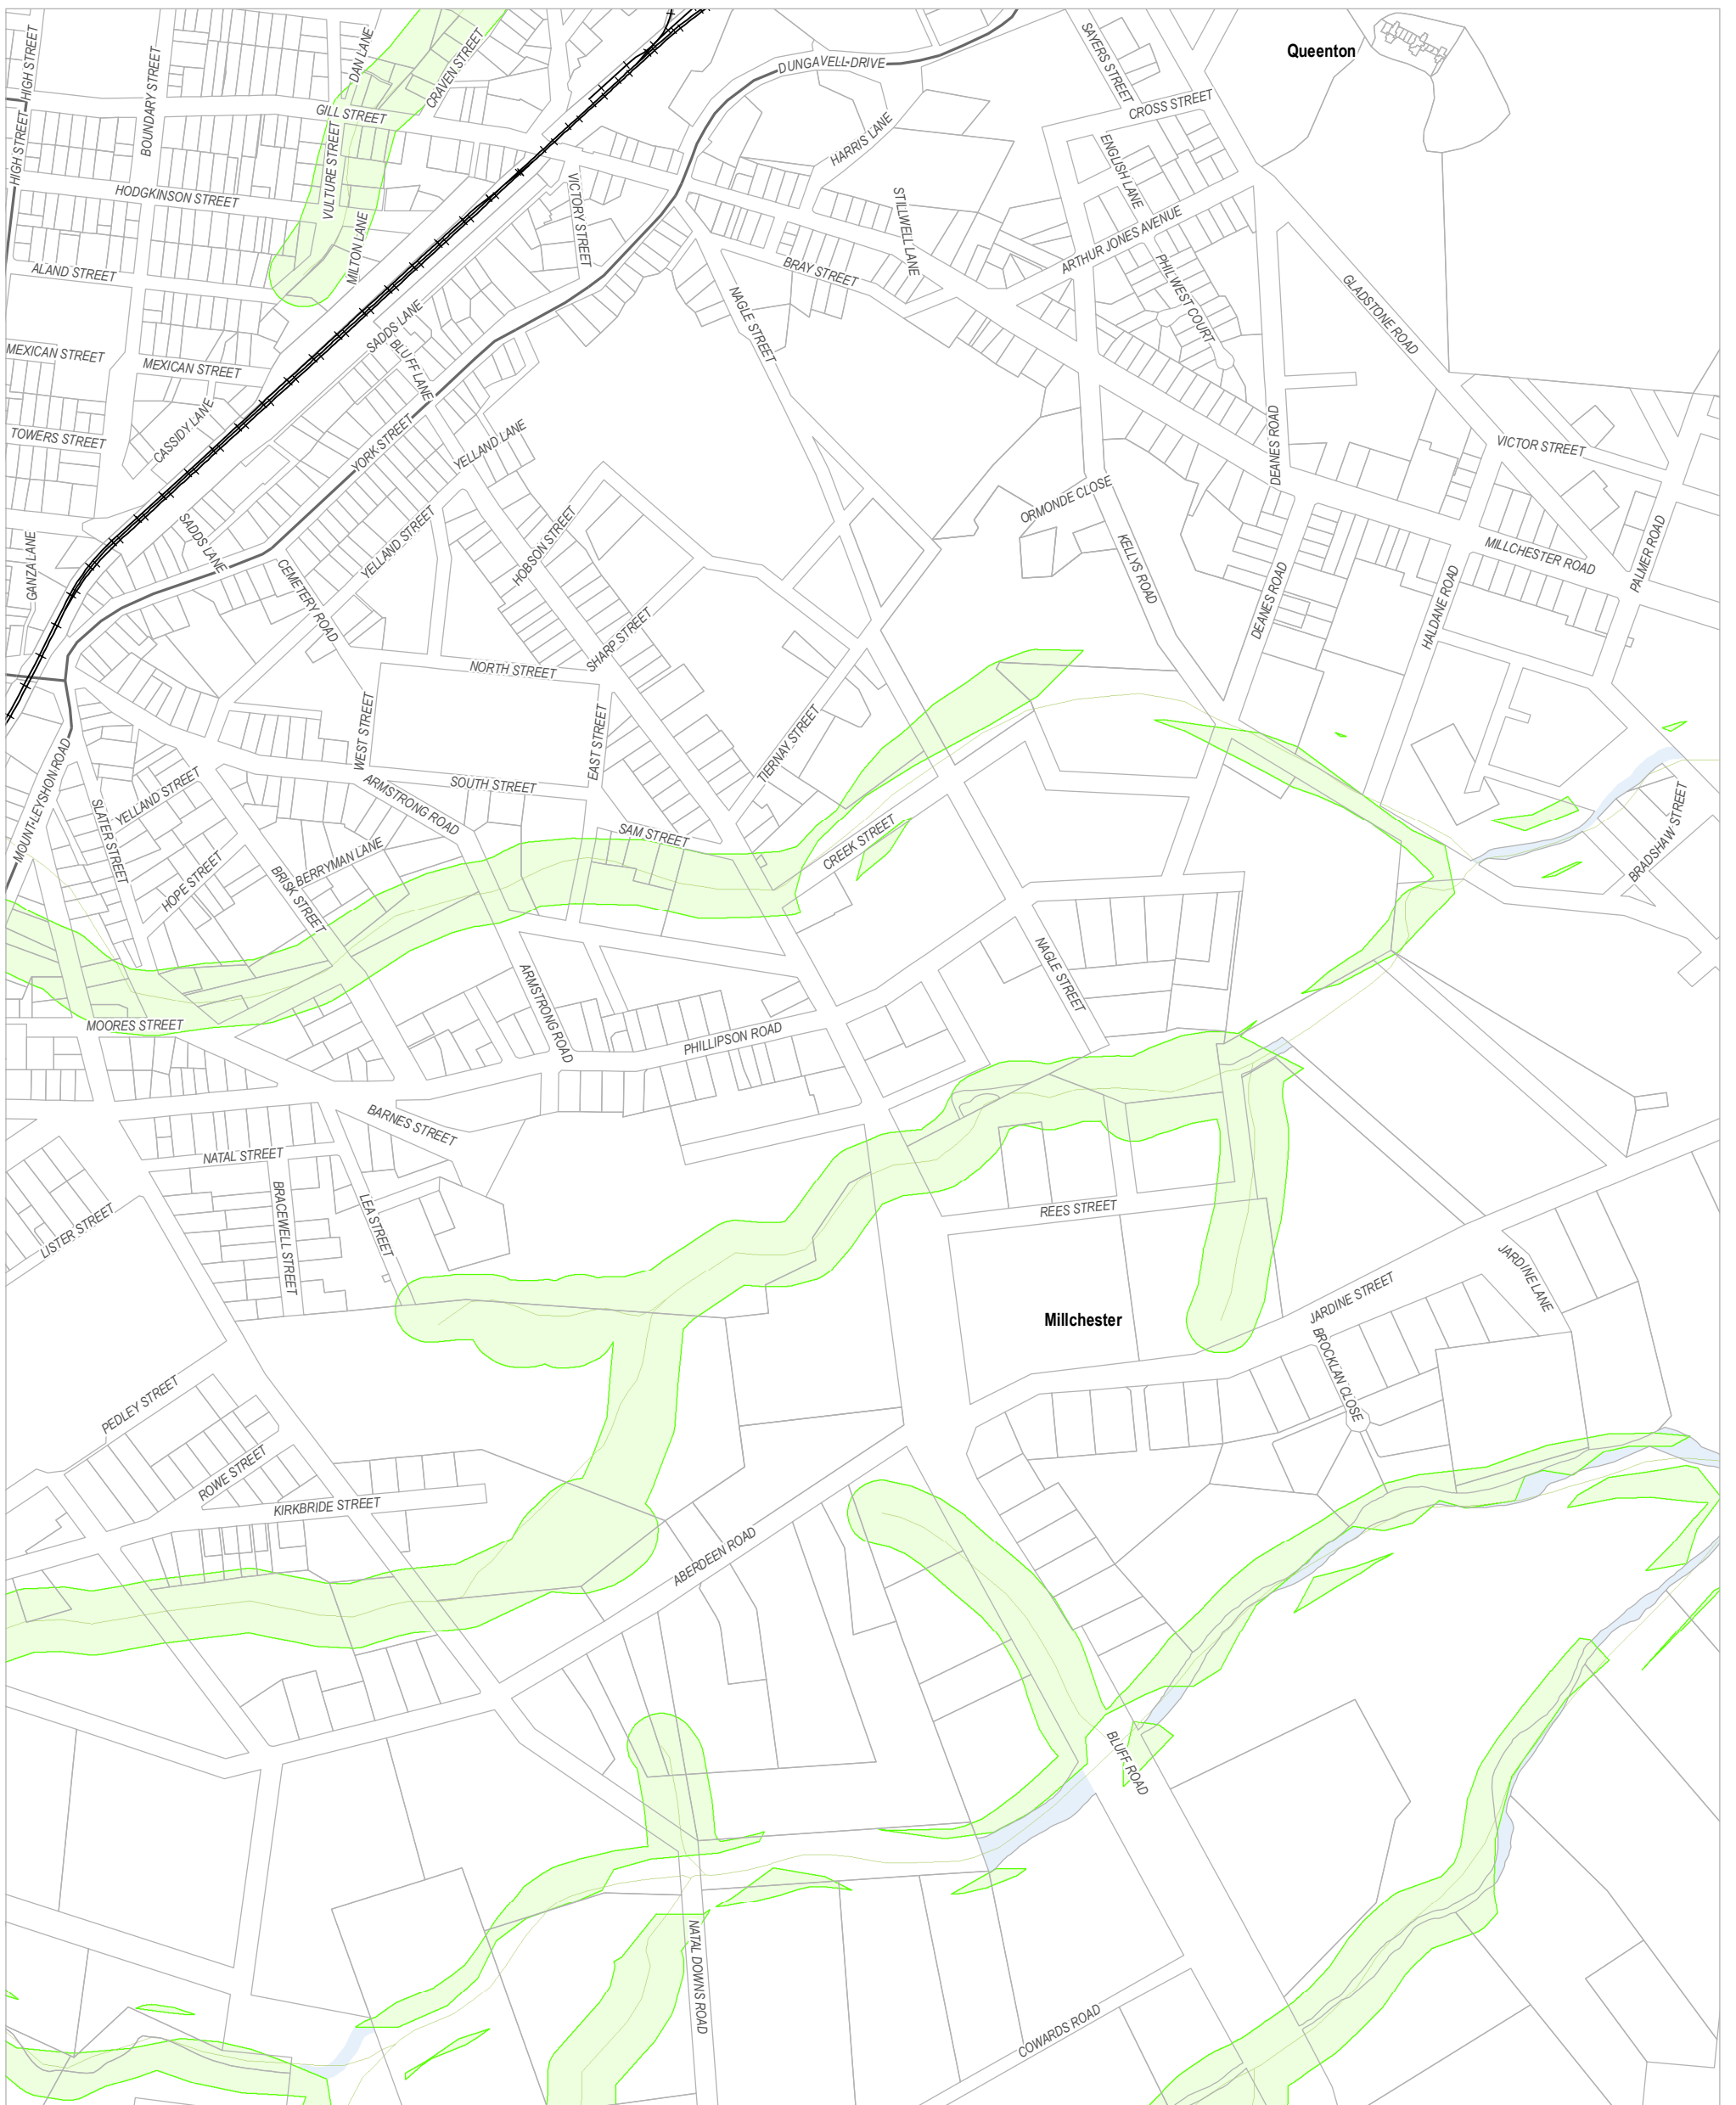 HIGH STREET
DAN LANE
CRAVEN STREET
SAYERS STREET
Queenton
DUNGAVELL DRIVE
BOUNDARY STREET
GILL STREET
CROSS STREET
HIGH STREET
VULTURE STREET
HARRIS LANE
ENGLISH LANE
HODGKINSON STREET
VICTORY STREET
STILLWELL LANE
MILTON LANE
ARTHUR JONES AVENUE
ALAND STREET
BRAY STREET
PHILWEST COURT
GLADSTONE ROAD
NAGLE STREET
SADDS LANE
MEXICAN STREET
MEXICAN STREET
BLUFF LANE
CASSIDY LANE
TOWERS STREET
YORK STREET
YELLAND LANE
DEANES ROAD
VICTOR STREET
ORMONDE CLOSE
SADDS LANE
YELLAND STREET
HOBSON STREET
GANZA LANE
CEMETERY ROAD
KELLYS ROAD
MILLCHESTER ROAD
PALMER ROAD
DEANES ROAD
HALDANE ROAD
SHARP STREET
NORTH STREET
WEST STREET
EAST STREET
TIERNAY STREET
MOUNT LEYSHON ROAD
YELLAND STREET
SOUTH STREET
ARMSTRONG ROAD
SLATER STREET
SAM STREET
CREEK STREET
BRADSHAW STREET
BERRYMAN LANE
HOPE STREET
BRISK STREET
NAGLE STREET
ARMSTRONG ROAD
MOORES STREET
PHILLIPSON ROAD
BARNES STREET
NATAL STREET
BRACEWELL STREET
LEA STREET
LISTER STREET
REES STREET
JARDINE LANE
JARDINE STREET
Millchester
BROCKLAN CLOSE
PEDLEY STREET
ROWE STREET
KIRKBRIDE STREET
ABERDEEN ROAD
BLUFF ROAD
NATAL DOWNS ROAD
COWARDS ROAD